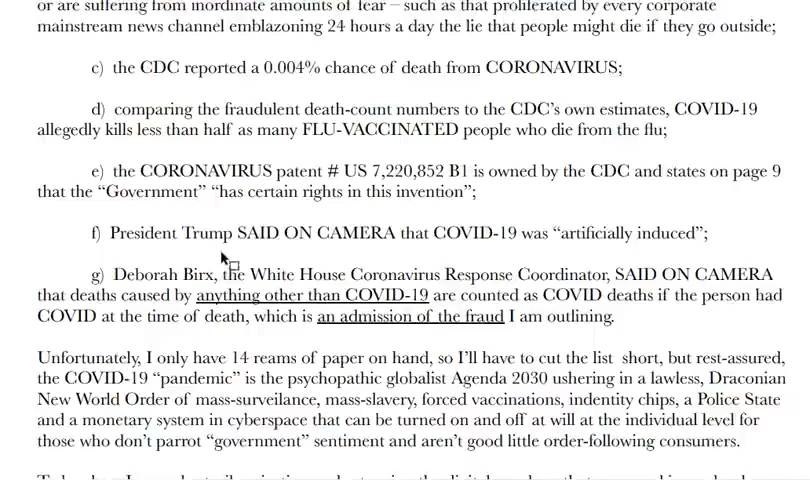 or are suffering from inordinate amounts of fear – such as that proliferated by every corporate
mainstream news channel emblazoning 24 hours a day the lie that people might die if they go outside;
c) the CDC reported a 0.004% chance of death from CORONAVIRUS;
d) comparing the fraudulent death-count numbers to the CDC's own estimates, COVID-19
allegedly kills less than half as many FLU-VACCINATED people who die from the flu;
e) the CORONAVIRUS patent # US 7,220,852 B1 is owned by the CDC and states on page 9
that the “Government” “has certain rights in this invention”;
f) President Trump SAID ON CAMERA that COVID-19 was “artificially induced”;
g) Deborah Birx, the White House Coronavirus Response Coordinator, SAID ON CAMERA
that deaths caused by anything other than COVID-19 are counted as COVID deaths if the person had
COVID at the time of death, which is an admission of the fraud I am outlining.
Unfortunately, I only have 14 reams of paper on hand, so I'll have to cut the list short, but rest-assured,
the COVID-19 “pandemic” is the psychopathic globalist Agenda 2030 ushering in a lawless, Draconian
New World Order of mass-surveilance, mass-slavery, forced vaccinations, indentity chips, a Police State
and a monetary system in cyberspace that can be turned on and off at will at the individual level for
those who don't parrot “government” sentiment and aren't good little order-following consumers.